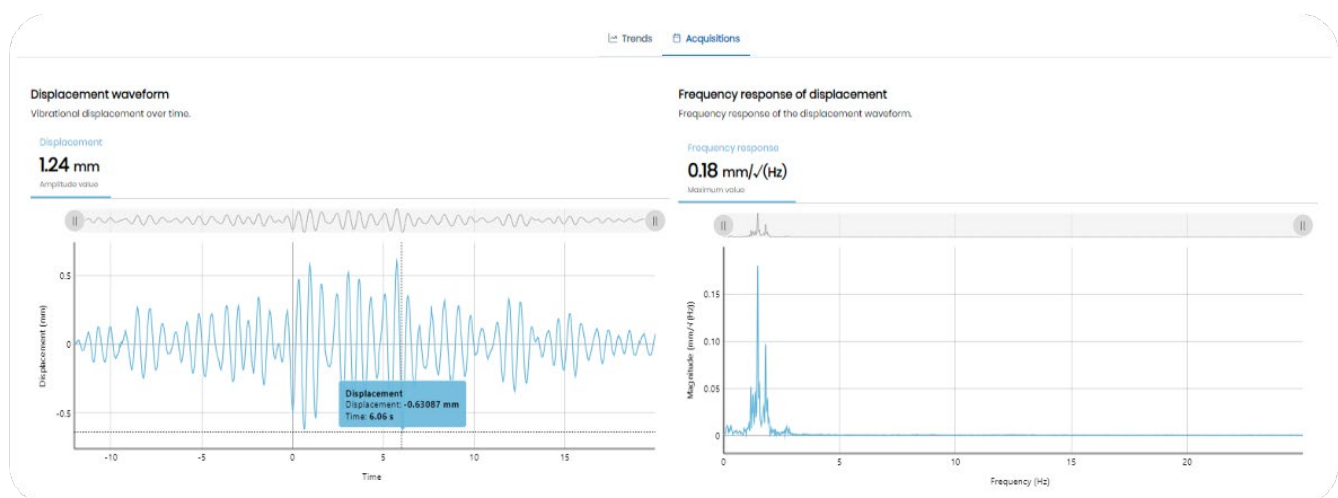 Trends
Acquisitions
Displacement waveform
Vibrational displacement over time.
Displacement
1.24 mm
Amplitude value
0.5
0
-0.5
Displacement (mm)
Displacement
Displacement: -0.63087 mm
Time: 6.06 s
-10
-5
0
5
10
15
Time
Frequency response of displacement
Frequency response of the displacement waveform.
Frequency response
0.18 mm/√(Hz)
Maximum value
0.15
0.10
0.05
0
Magnitude (mm/√(Hz))
0
5
10
15
20
Frequency (Hz)